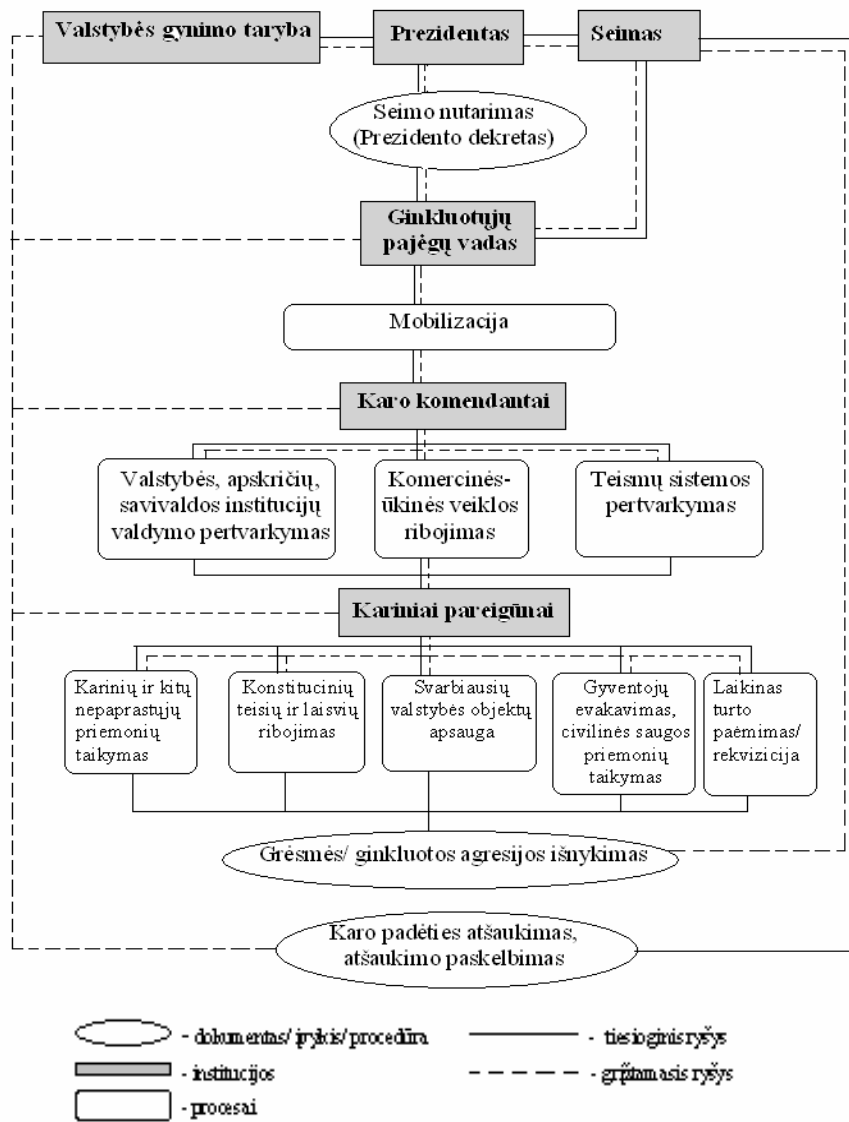 Valstybės gynimo taryba
Prezidentas
Seimas
Seimo nutarimas
(Prezidento dekretas)
Ginkluotųjų
pajėgų vadas
Mobilizacija
Karo komendantai
Valstybės, apskričių,
savivaldos institucijų
valdymo pertvarkymas
Komercinės-
ūkinės veiklos
ribojimas
Teismų sistemos
pertvarkymas
Kariniai pareigūnai
Karinių ir kitų
nepaprastųjų
priemonių
taikymas
Konstitucinių
teisių ir laisvių
ribojimas
Svarbiausių
valstybės objektų
apsauga
Gyventojų
evakavimas,
civilinės saugos
priemonių
taikymas
Laikinas
turto
paėmimas/
rekvizicija
Grėsmės/ ginkluotos agresijos išnykimas
Karo padėties atšaukimas,
atšaukimo paskelbimas
- dokumentas/ įvykis/ procedūra
- tiesioginis ryšys
- institucijos
- grįžtamasis ryšys
- procesai